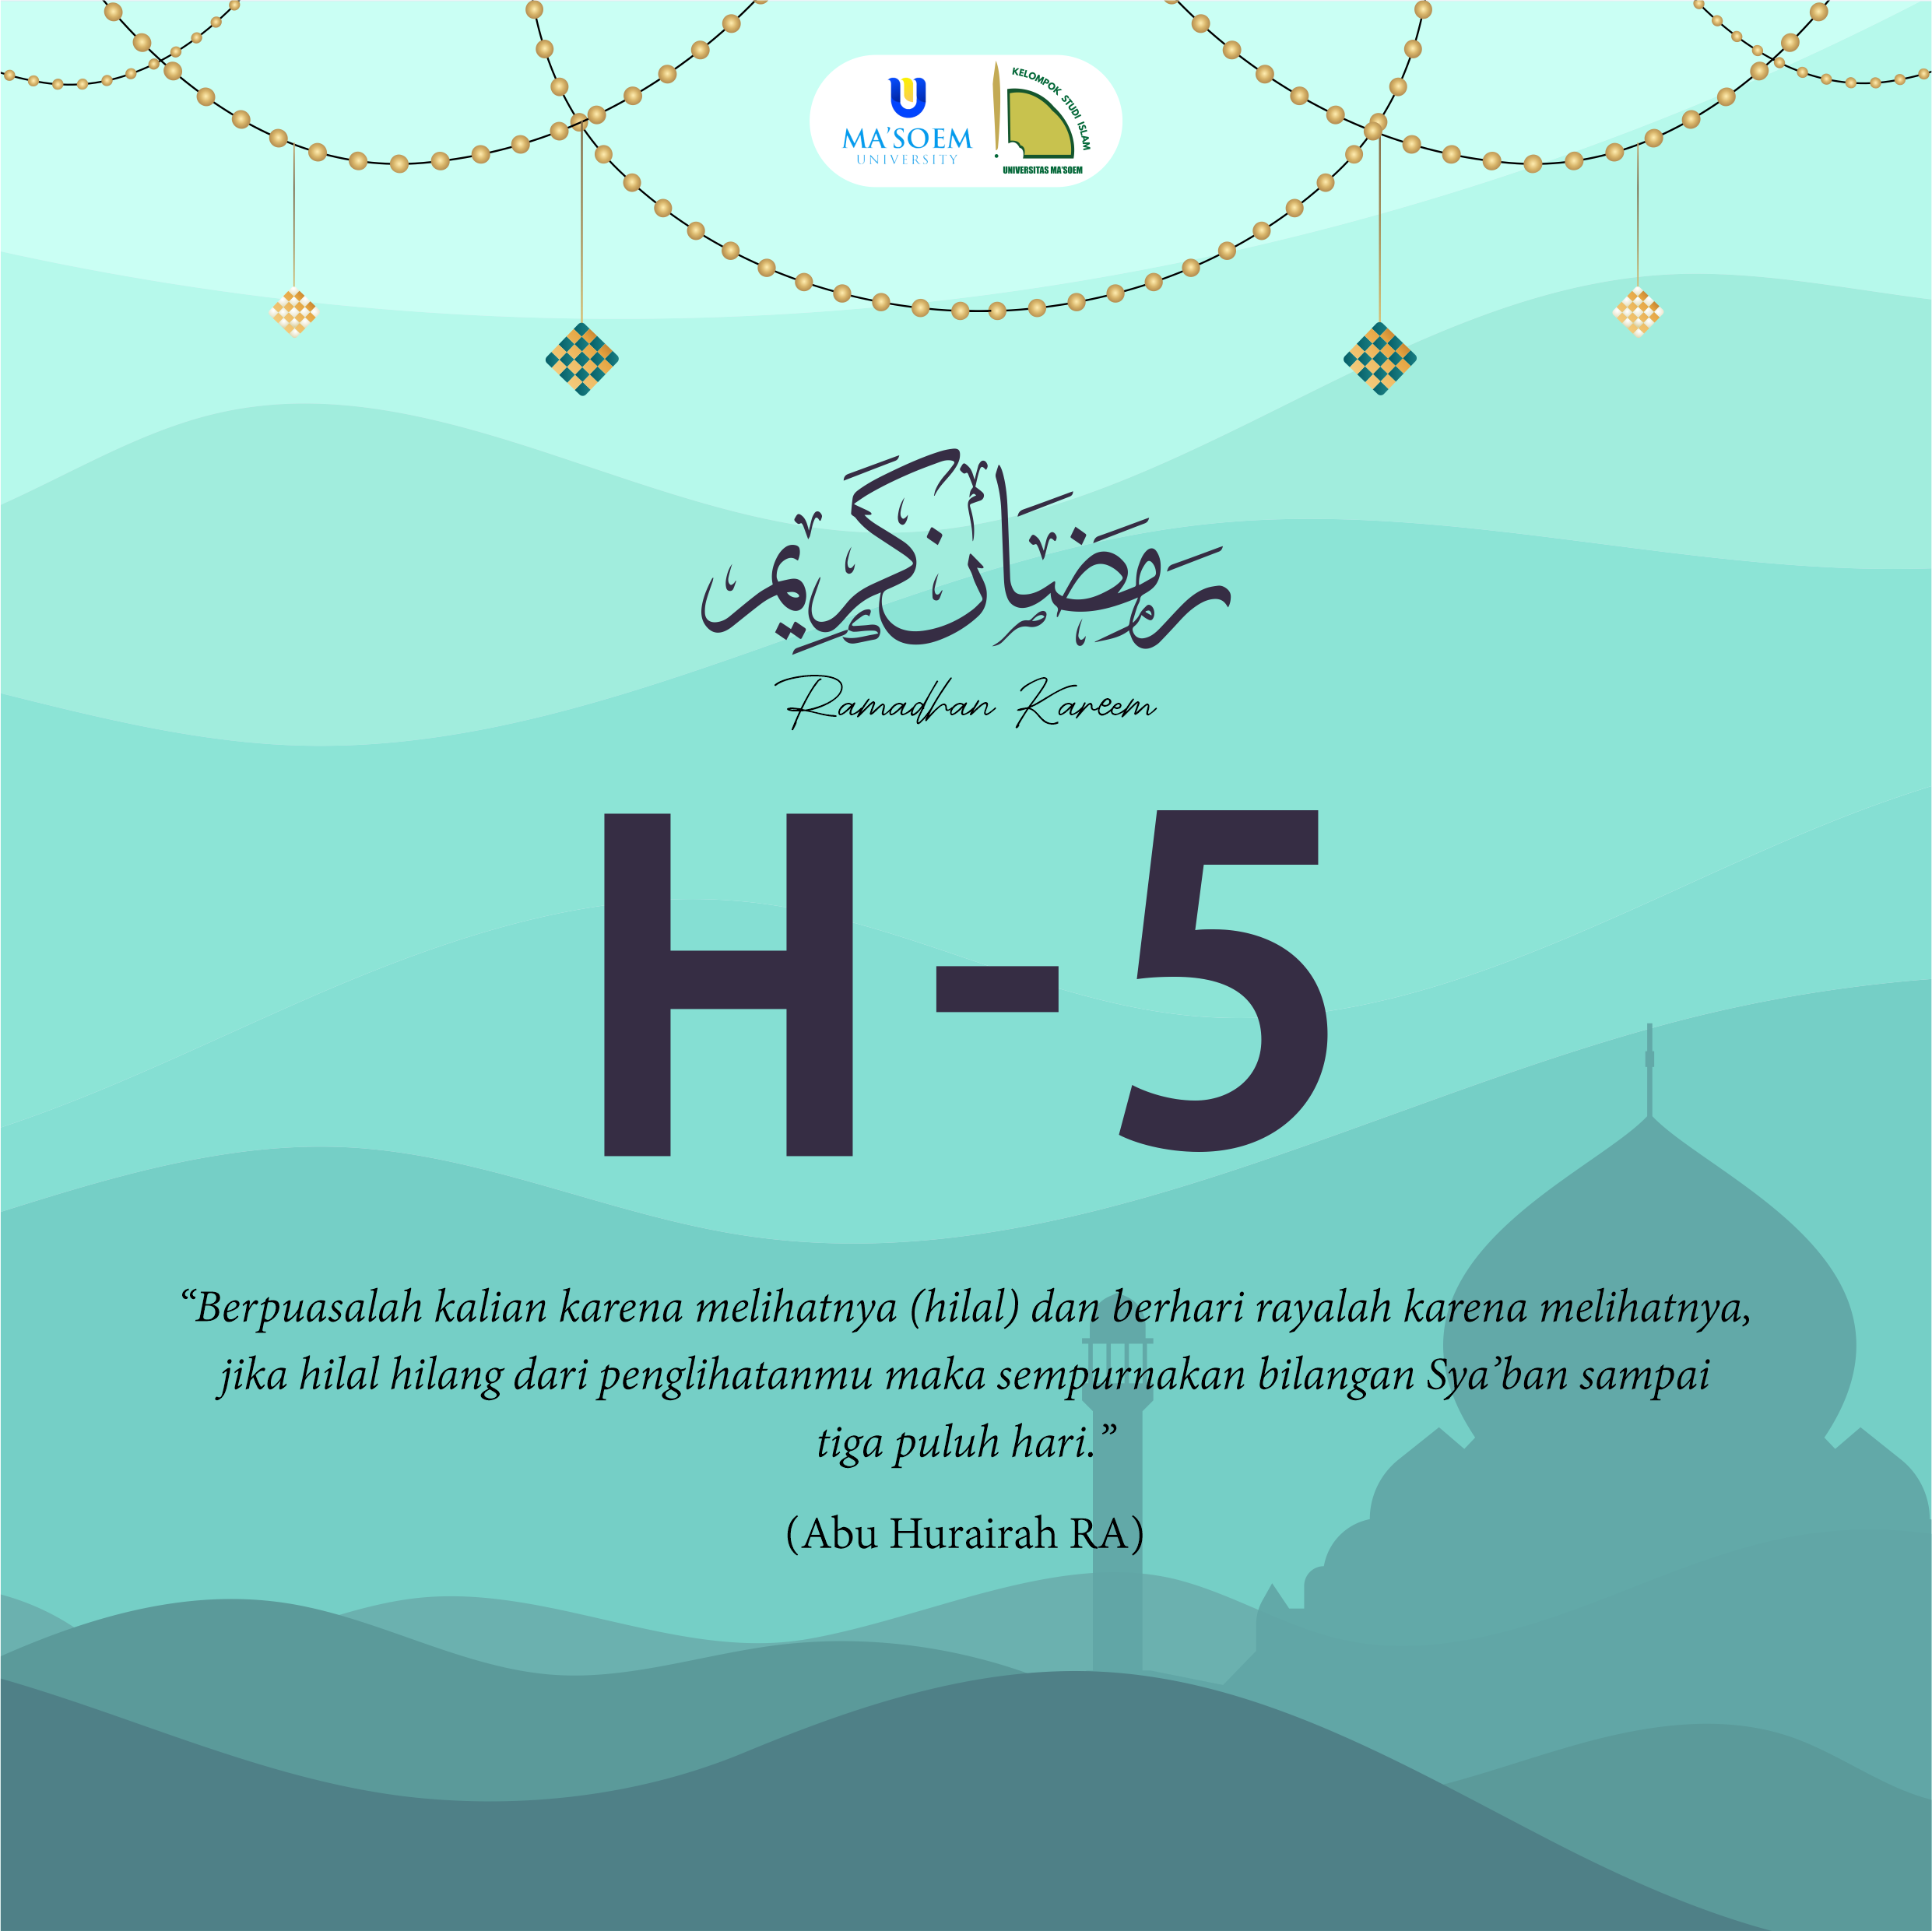 MA'SOEM
UNIVERSITY
KELOMPOK STUDI ISLAM
UNIVERSITAS MA'SOEM
رمضان كريم
Ramadhan Kareem
H-5
“Berpuasalah kalian karena melihatnya (hilal) dan berhari rayalah karena melihatnya,
jika hilal hilang dari penglihatanmu maka sempurnakan bilangan Sya’ban sampai
tiga puluh hari.”
(Abu Hurairah RA)